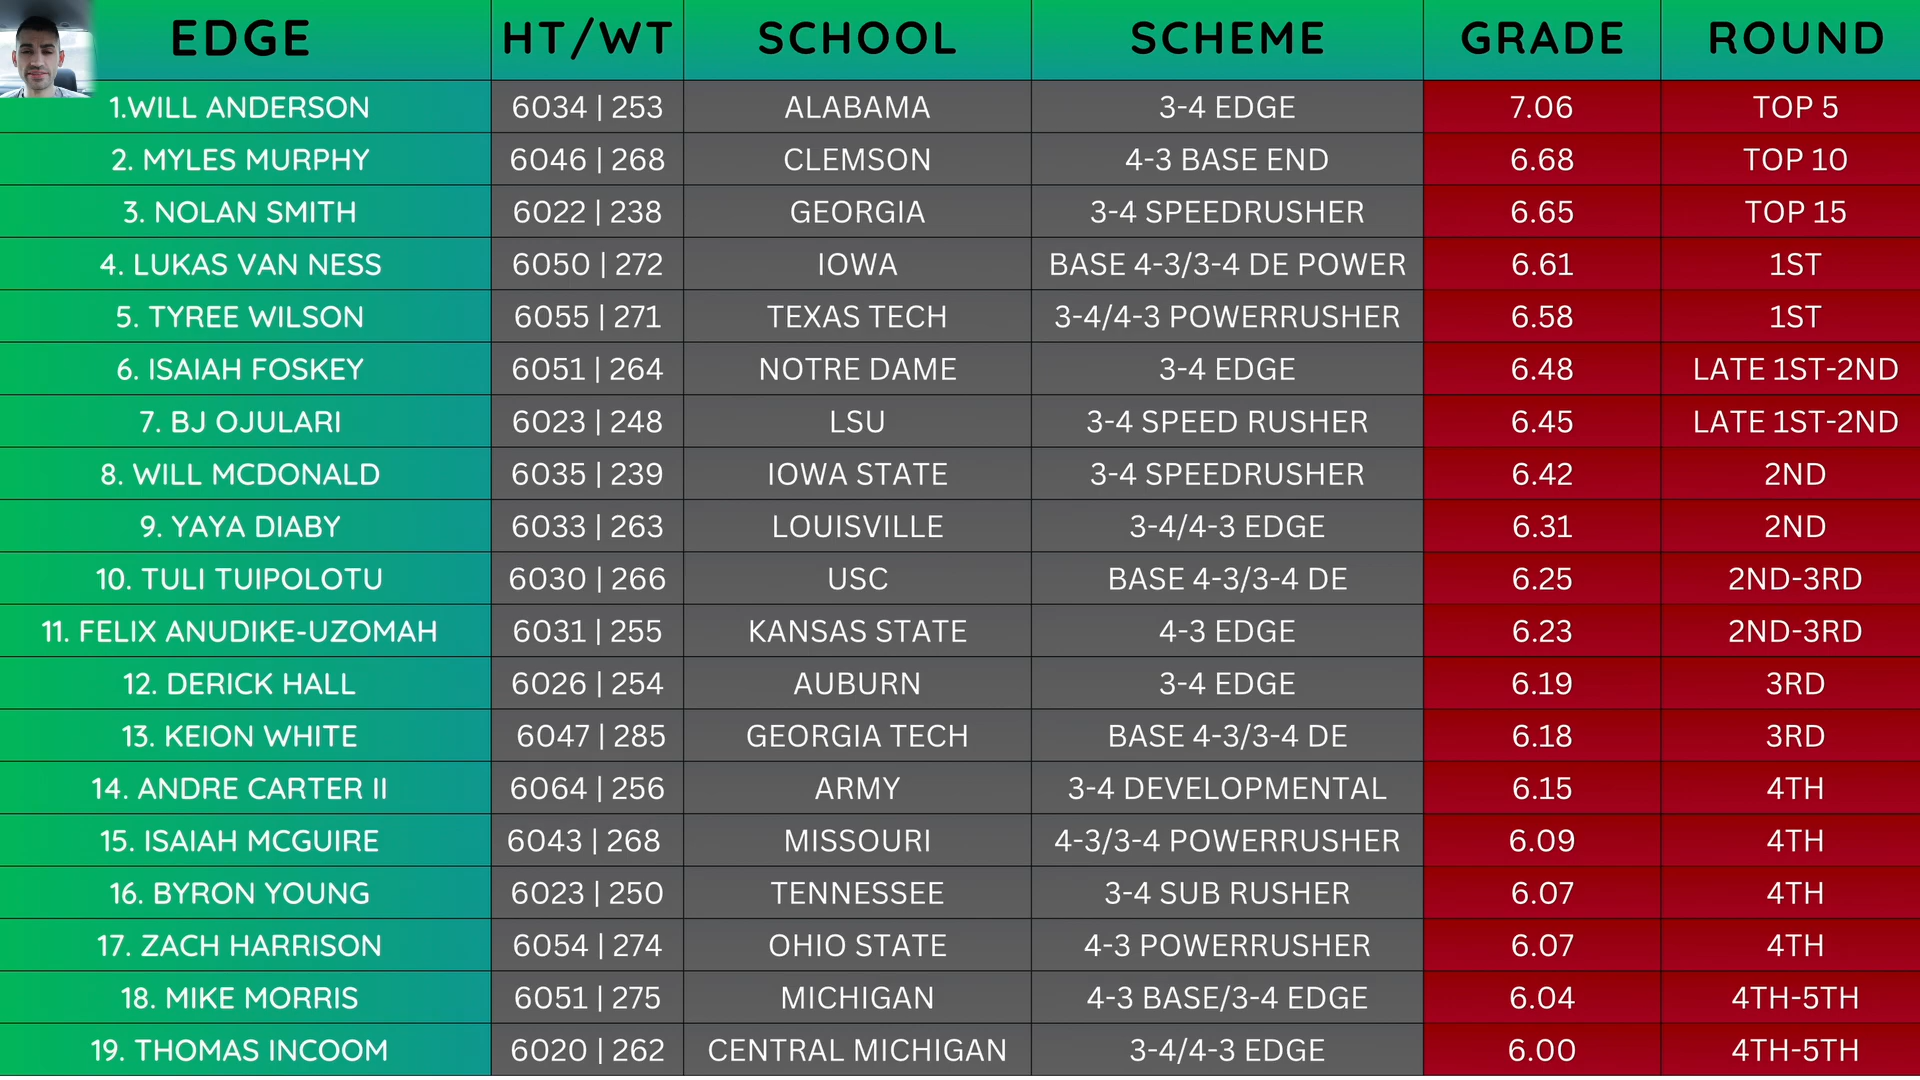 EDGE HT/WT SCHOOL SCHEME GRADE ROUND
1.WILL ANDERSON 6034 | 253 ALABAMA 3-4 EDGE 7.06 TOP 5
2. MYLES MURPHY 6046 | 268 CLEMSON 4-3 BASE END 6.68 TOP 10
3. NOLAN SMITH 6022 | 238 GEORGIA 3-4 SPEEDRUSHER 6.65 TOP 15
4. LUKAS VAN NESS 6050 | 272 IOWA BASE 4-3/3-4 DE POWER 6.61 1ST
5. TYREE WILSON 6055 | 271 TEXAS TECH 3-4/4-3 POWERRUSHER 6.58 1ST
6. ISAIAH FOSKEY 6051 | 264 NOTRE DAME 3-4 EDGE 6.48 LATE 1ST-2ND
7. BJ OJULARI 6023 | 248 LSU 3-4 SPEED RUSHER 6.45 LATE 1ST-2ND
8. WILL MCDONALD 6035 | 239 IOWA STATE 3-4 SPEEDRUSHER 6.42 2ND
9. YAYA DIABY 6033 | 263 LOUISVILLE 3-4/4-3 EDGE 6.31 2ND
10. TULI TUIPOLOTU 6030 | 266 USC BASE 4-3/3-4 DE 6.25 2ND-3RD
11. FELIX ANUDIKE-UZOMAH 6031 | 255 KANSAS STATE 4-3 EDGE 6.23 2ND-3RD
12. DERICK HALL 6026 | 254 AUBURN 3-4 EDGE 6.19 3RD
13. KEION WHITE 6047 | 285 GEORGIA TECH BASE 4-3/3-4 DE 6.18 3RD
14. ANDRE CARTER II 6064 | 256 ARMY 3-4 DEVELOPMENTAL 6.15 4TH
15. ISAIAH MCGUIRE 6043 | 268 MISSOURI 4-3/3-4 POWERRUSHER 6.09 4TH
16. BYRON YOUNG 6023 | 250 TENNESSEE 3-4 SUB RUSHER 6.07 4TH
17. ZACH HARRISON 6054 | 274 OHIO STATE 4-3 POWERRUSHER 6.07 4TH
18. MIKE MORRIS 6051 | 275 MICHIGAN 4-3 BASE/3-4 EDGE 6.04 4TH-5TH
19. THOMAS INCOOM 6020 | 262 CENTRAL MICHIGAN 3-4/4-3 EDGE 6.00 4TH-5TH